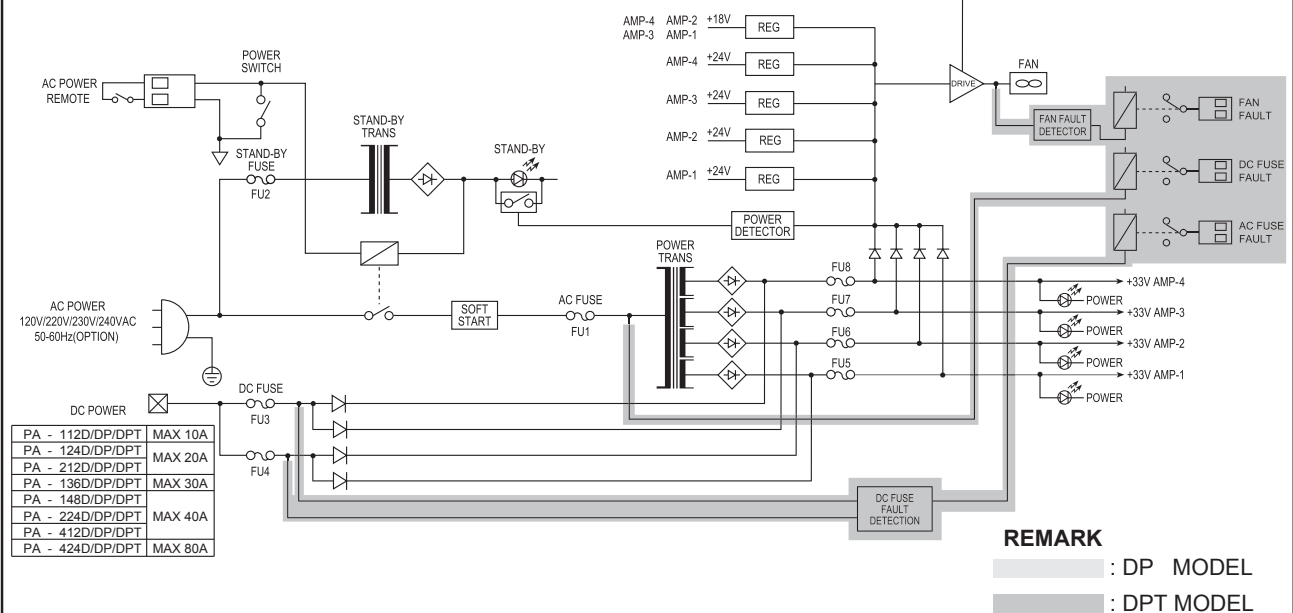 AMP-4 AMP-2 +18V REG
AMP-3 AMP-1
AMP-4 +24V REG
AMP-3 +24V REG
AMP-2 +24V REG
AMP-1 +24V REG
POWER
SWITCH
AC POWER
REMOTE
STAND-BY
FUSE
FU2
STAND-BY
TRANS
STAND-BY
POWER
DETECTOR
DRIVE
FAN
FAN FAULT
DETECTOR
FAN
FAULT
DC FUSE
FAULT
AC FUSE
FAULT
AC POWER
120V/220V/230V/240VAC
50-60Hz(OPTION)
SOFT
START
AC FUSE
FU1
POWER
TRANS
FU8
FU7
FU6
FU5
+33V AMP-4
POWER
+33V AMP-3
POWER
+33V AMP-2
POWER
+33V AMP-1
POWER
DC POWER
DC FUSE
FU3
FU4
PA - 112D/DP/DPT MAX 10A
PA - 124D/DP/DPT MAX 20A
PA - 212D/DP/DPT
PA - 136D/DP/DPT MAX 30A
PA - 148D/DP/DPT
PA - 224D/DP/DPT MAX 40A
PA - 412D/DP/DPT
PA - 424D/DP/DPT MAX 80A
DC FUSE
FAULT
DETECTION
REMARK
: DP MODEL
: DPT MODEL